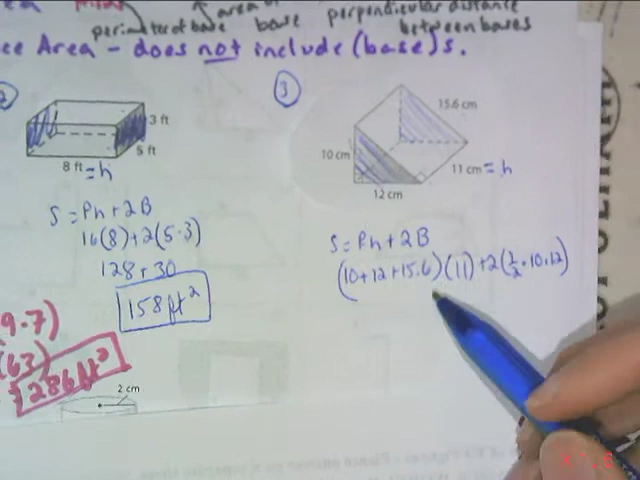 area of
perimeter of base base perpendicular distance
between bases
ce Area - does not include (base)s.
3
3 ft
5 ft
8 ft = h
S = Ph + 2B
16(8) + 2(5·3)
128 + 30
158 ft²
15.6 cm
10 cm
11 cm = h
12 cm
S = Ph + 2B
(10+12+15.6)(11) + 2(1/2·10·12)
9·7)
(63)
286 ft²
2 cm